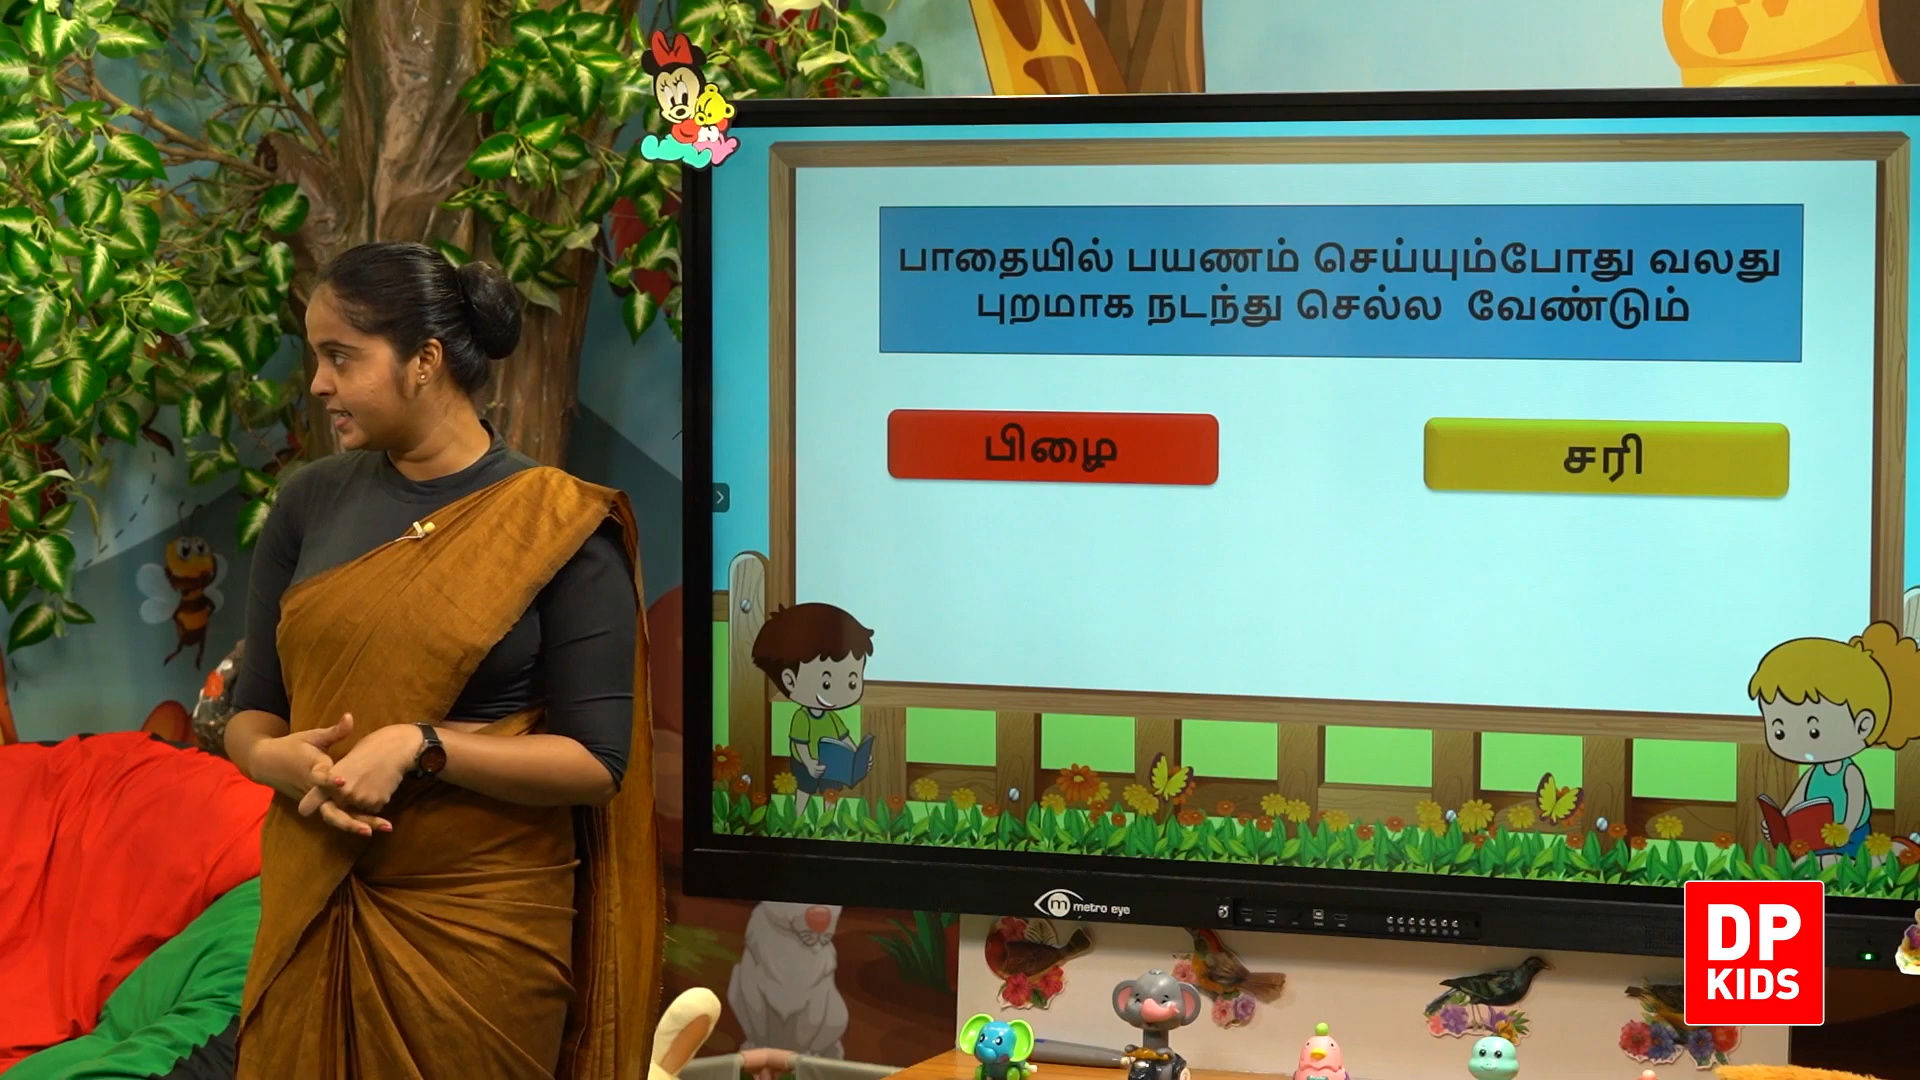 பாதையில் பயணம் செய்யும்போது வலது
புறமாக நடந்து செல்ல வேண்டும்
பிழை
சரி
metro eye
DP
KIDS